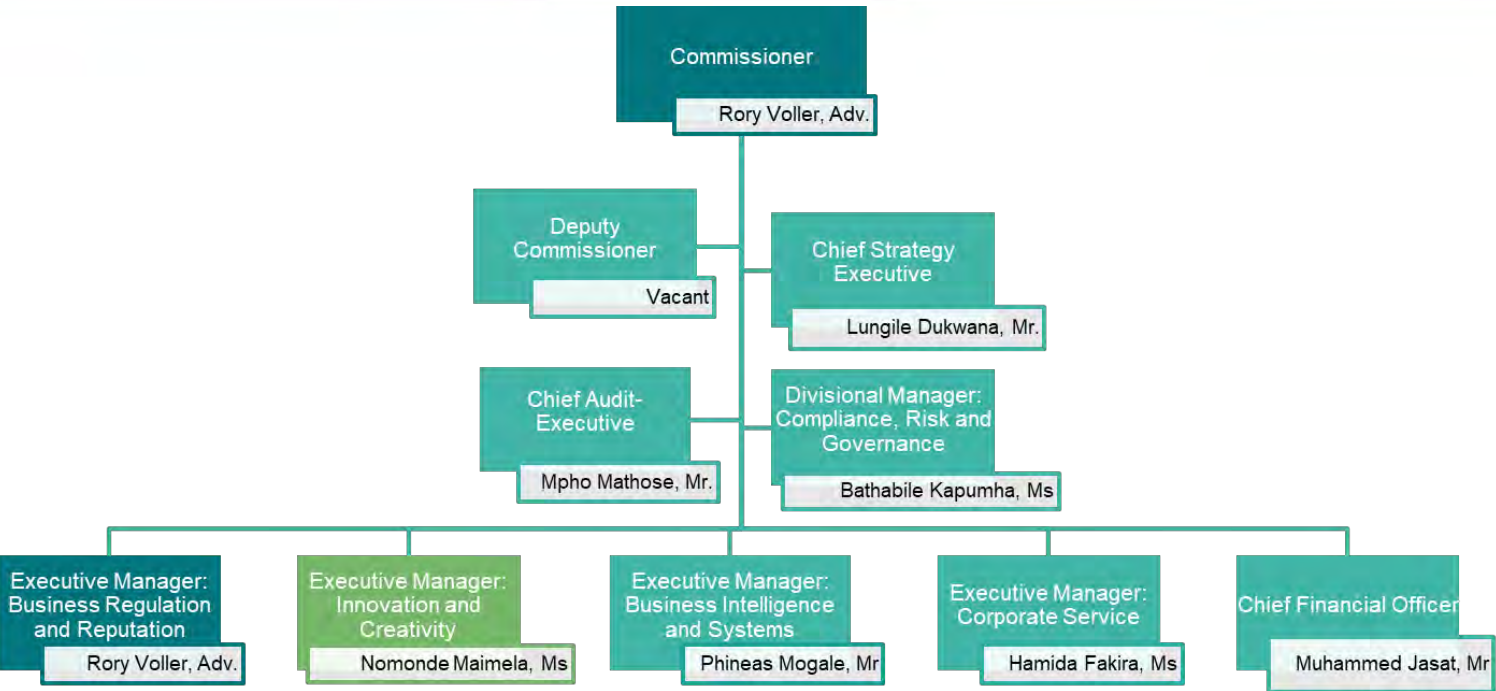 Commissioner
Rory Voller, Adv.
Deputy
Commissioner
Vacant
Chief Strategy
Executive
Lungile Dukwana, Mr.
Chief Audit-
Executive
Mpho Mathose, Mr.
Divisional Manager:
Compliance, Risk and
Governance
Bathabile Kapumha, Ms
Executive Manager:
Business Regulation
and Reputation
Rory Voller, Adv.
Executive Manager:
Innovation and
Creativity
Nomonde Maimela, Ms
Executive Manager:
Business Intelligence
and Systems
Phineas Mogale, Mr
Executive Manager:
Corporate Service
Hamida Fakira, Ms
Chief Financial Officer
Muhammed Jasat, Mr